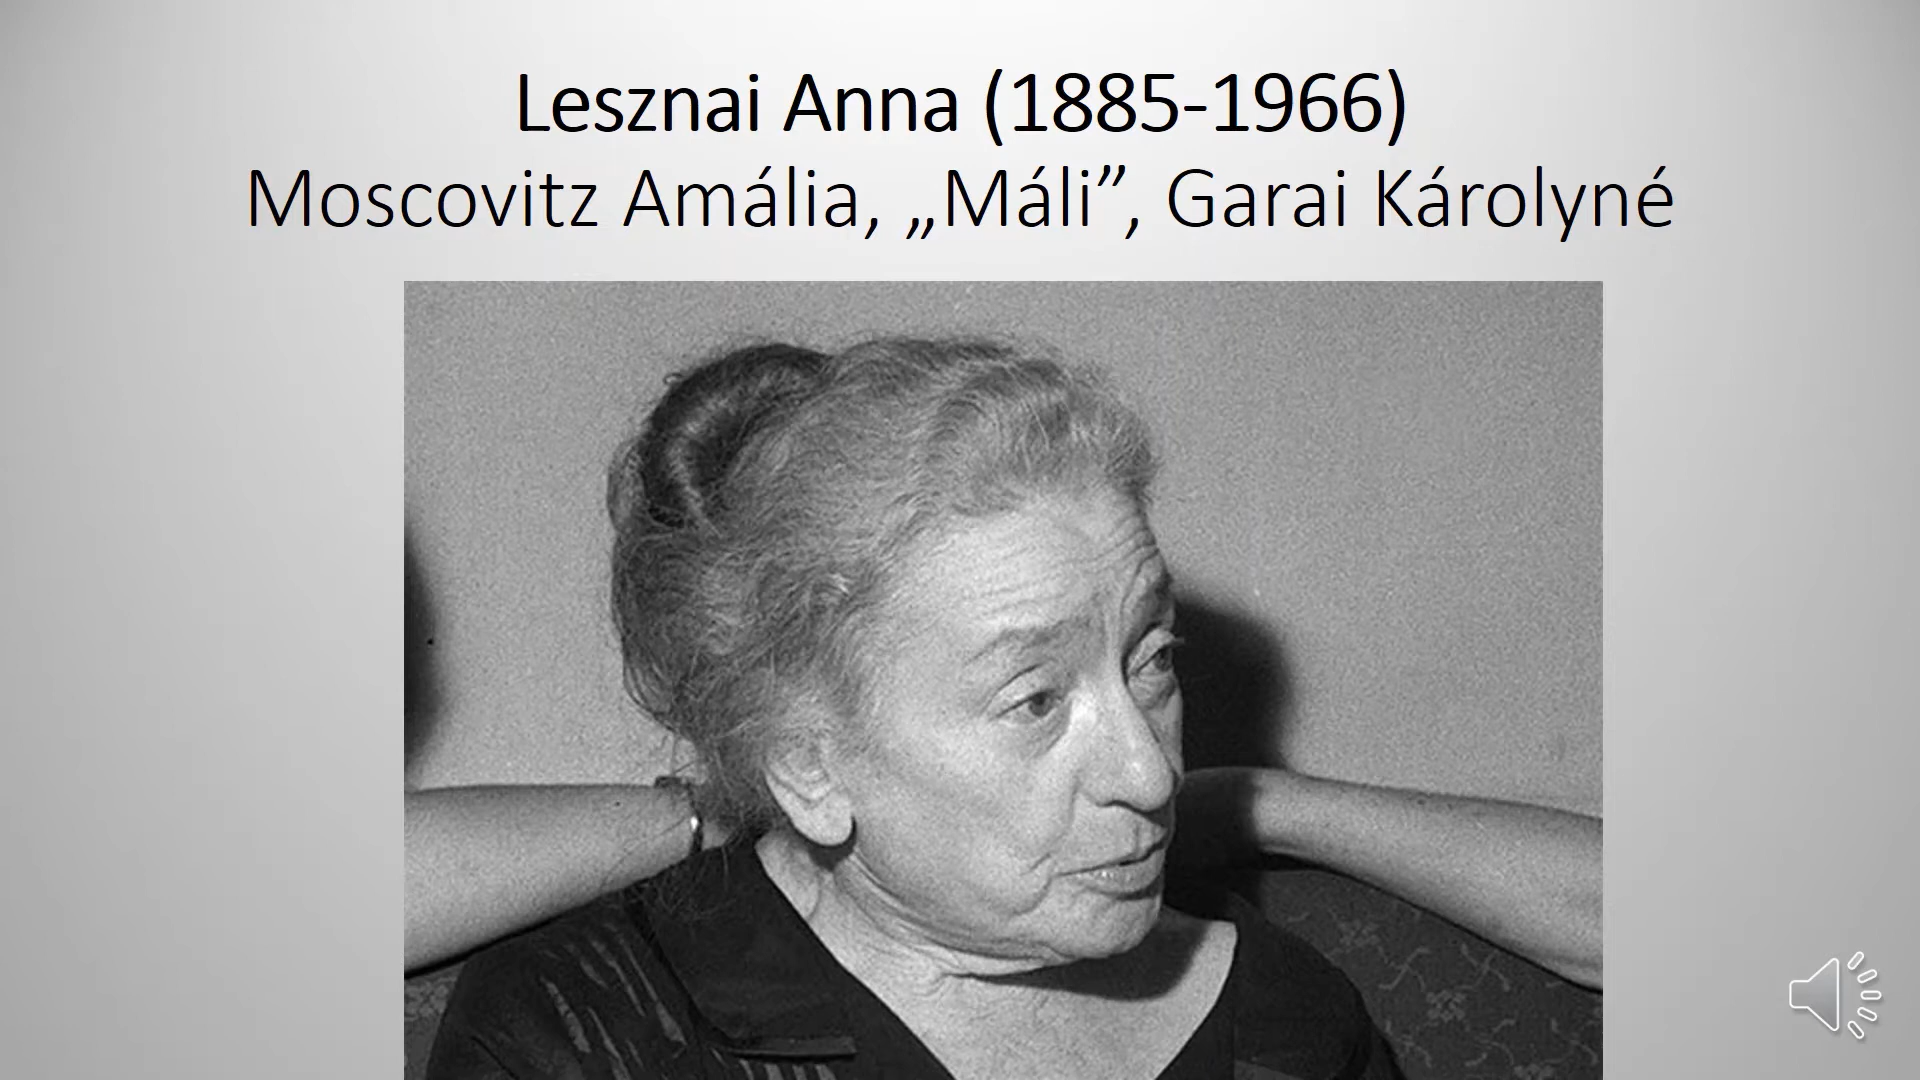 Lesznai Anna (1885-1966)
Moscovitz Amália, „Máli”, Garai Károlyné